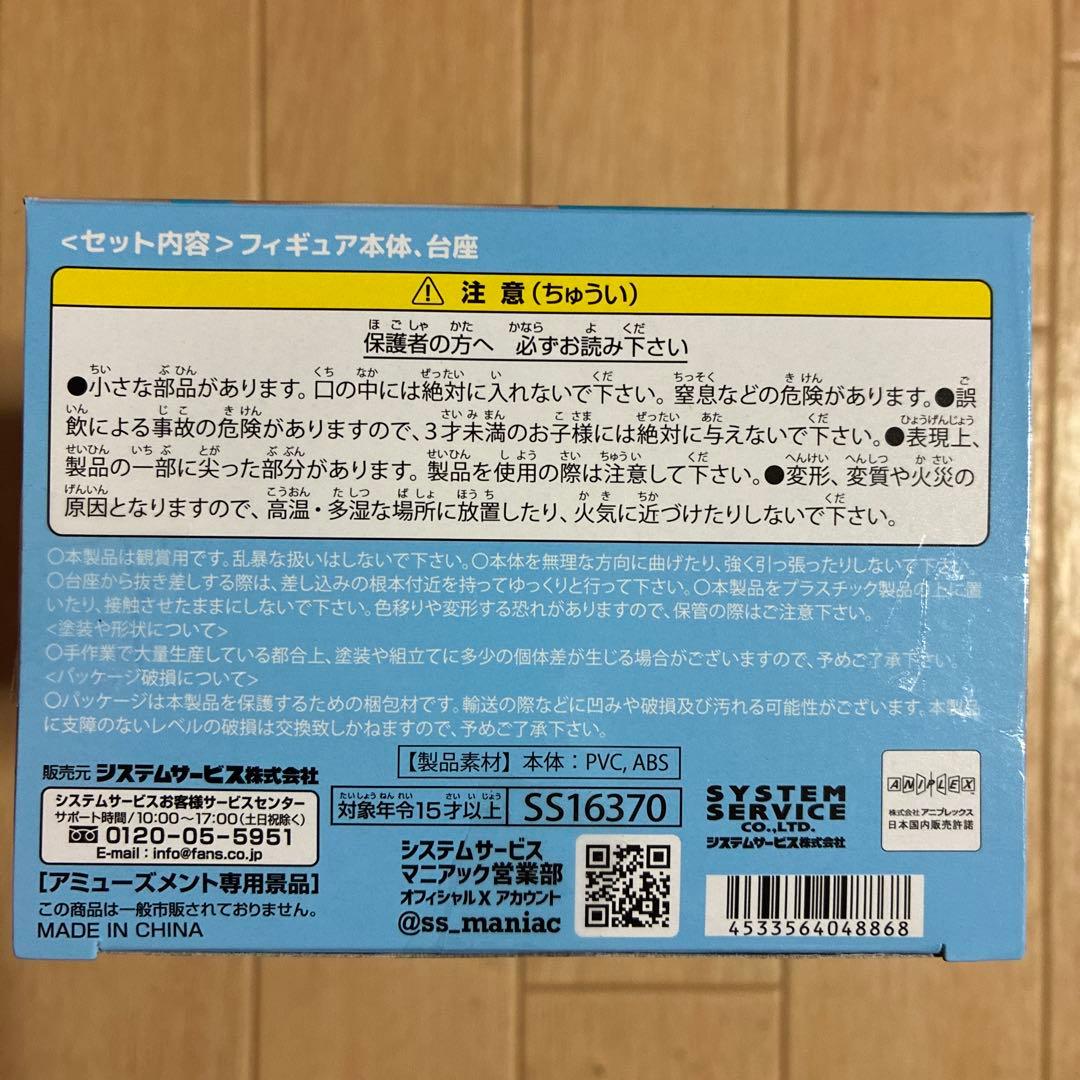 <セット内容>フィギュア本体、台座
注意(ちゅうい)
保護者の方へ 必ずお読み下さい
●小さな部品があります。口の中には絶対に入れないで下さい。窒息などの危険があります。●誤
飲による事故の危険がありますので、3才未満のお子様には絶対に与えないで下さい。●表現上、
製品の一部に尖った部分があります。製品を使用の際は注意して下さい。●変形、変質や火災の
原因となりますので、高温・多湿な場所に放置したり、火気に近づけたりしないで下さい。
○本製品は観賞用です。乱暴な扱いはしないで下さい。○本体を無理な方向に曲げたり、強く引っ張ったりしないで下さい。
○台座から抜き差しする際は、差し込みの根本付近を持ってゆっくりと行って下さい。○本製品をプラスチック製品の上に置
いたり、接触させたままにしないで下さい。色移りや変形する恐れがありますので、保管の際はご注意下さい。
<塗装や形状について>
○手作業で大量生産している都合上、塗装や組立てに多少の個体差が生じる場合がございますので、予めご了承下さい。
<パッケージ破損について>
○パッケージは本製品を保護するための梱包材です。輸送の際などに凹みや破損及び汚れる可能性がございます。本製品
に支障のないレベルの破損は交換致しかねますので、予めご了承下さい。
【製品素材】本体:PVC, ABS
販売元 システムサービス株式会社
システムサービスお客様サービスセンター
サポート時間/10:00〜17:00(土日祝除く)
0120-05-5951
E-mail:info@fans.co.jp
[アミューズメント専用景品]
この商品は一般市販されておりません。
MADE IN CHINA
対象年令15才以上
SS16370
システムサービス
マニアック営業部
オフィシャル X アカウント
@ss_maniac
SYSTEM
SERVICE
CO.,LTD.
システムサービス株式会社
ANIPLEX
株式会社アニプレックス
日本国内販売許諾
4533564048868